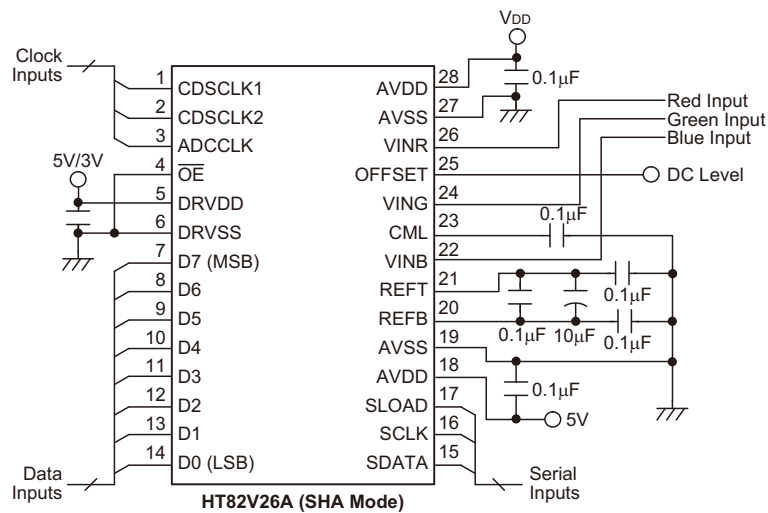 VDD
Clock
Inputs
1 CDSCLK1
2 CDSCLK2
3 ADCCLK
4 OE
5 DRVDD
6 DRVSS
7 D7 (MSB)
8 D6
9 D5
10 D4
11 D3
12 D2
13 D1
14 D0 (LSB)
5V/3V
Data
Inputs
AVDD 28
AVSS 27
VINR 26
OFFSET 25
VING 24
CML 23
VINB 22
REFT 21
REFB 20
AVSS 19
AVDD 18
SLOAD 17
SCLK 16
SDATA 15
0.1μF
Red Input
Green Input
Blue Input
DC Level
0.1μF
0.1μF
0.1μF 10μF 0.1μF
0.1μF
5V
Serial
Inputs
HT82V26A (SHA Mode)